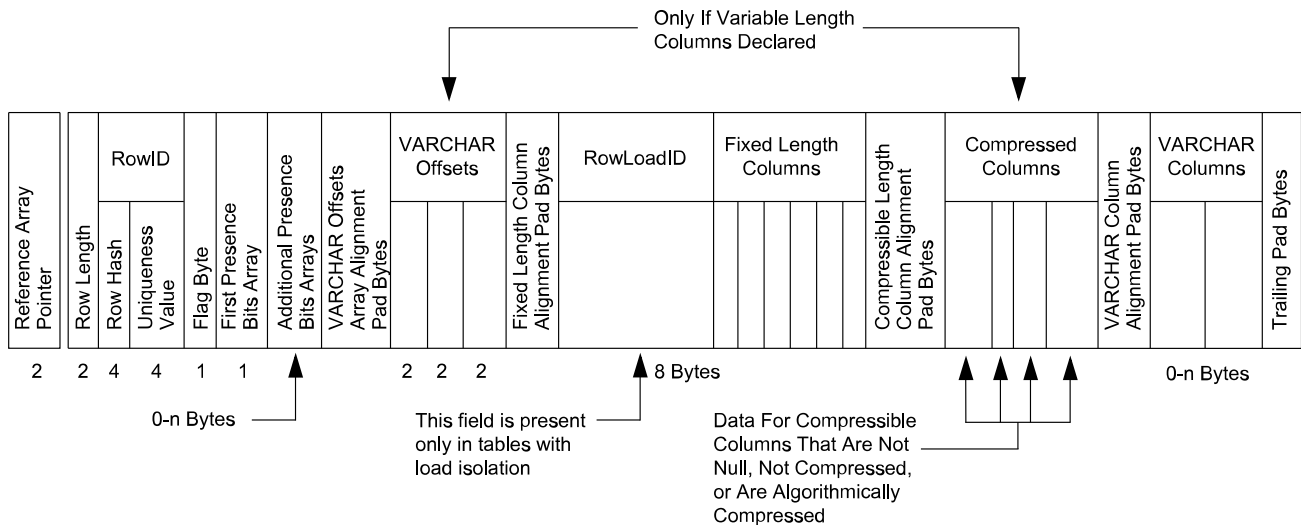 Only If Variable Length
Columns Declared
Reference Array
Pointer
Row Length
RowID
Row Hash
Uniqueness
Value
Flag Byte
First Presence
Bits Array
Additional Presence
Bits Arrays
VARCHAR Offsets
Array Alignment
Pad Bytes
VARCHAR
Offsets
Fixed Length Column
Alignment Pad Bytes
RowLoadID
Fixed Length
Columns
Compressible Length
Column Alignment
Pad Bytes
Compressed
Columns
VARCHAR Column
Alignment Pad Bytes
VARCHAR
Columns
Trailing Pad Bytes
2
2
4
4
1
1
2
2
2
8 Bytes
0-n Bytes
0-n Bytes
This field is present
only in tables with
load isolation
Data For Compressible
Columns That Are Not
Null, Not Compressed,
or Are Algorithmically
Compressed